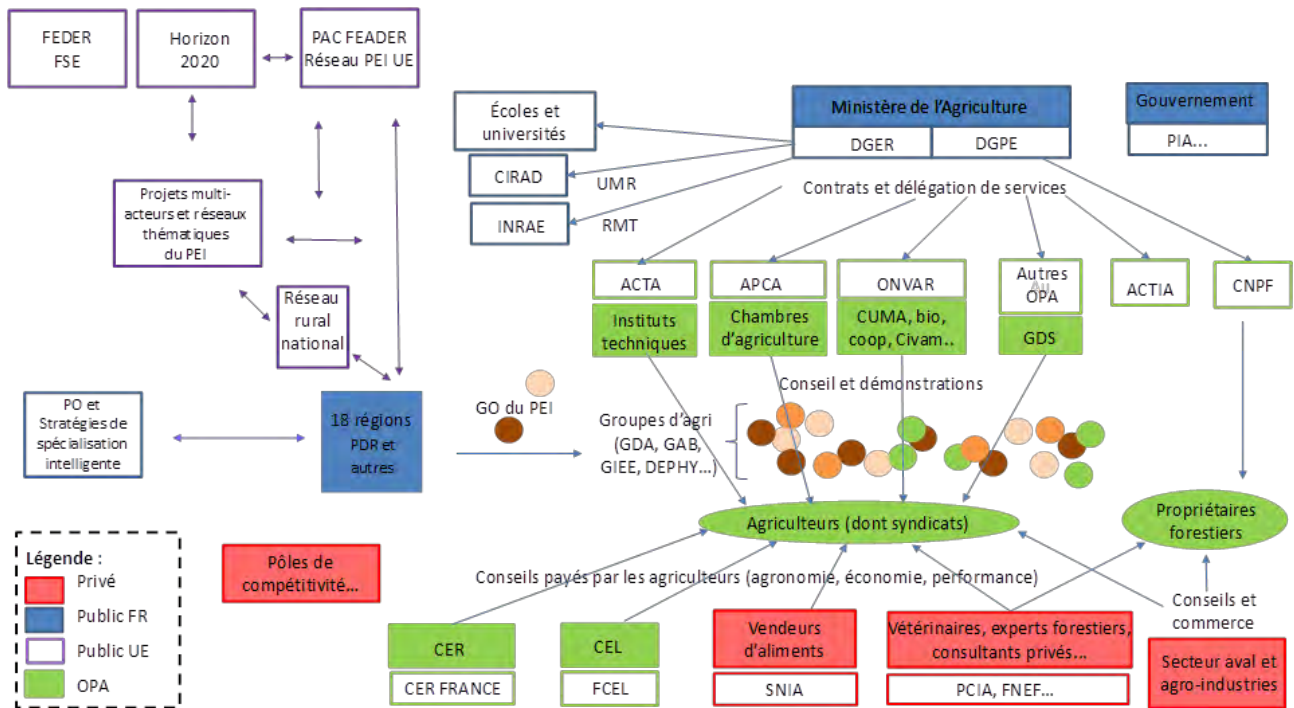 FEDER
FSE
Horizon
2020
PAC FEADER
Réseau PEI UE
Écoles et
universités
Ministère de l'Agriculture
DGER
DGPE
Gouvernement
PIA...
CIRAD
UMR
INRAE
RMT
Contrats et délégation de services
Projets multi-
acteurs et réseaux
thématiques
du PEI
Réseau
rural
national
ACTA
APCA
ONVAR
Autres
OPA
ACTIA
CNPF
Instituts
techniques
Chambres
d'agriculture
CUMA, bio,
coop, Civam..
GDS
Conseil et démonstrations
PO et
Stratégies de
spécialisation
intelligente
18 régions
PDR et
autres
GO du PEI
Groupes d'agri
(GDA, GAB,
GIEE, DEPHY...)
Agriculteurs (dont syndicats)
Propriétaires
forestiers
Légende :
Privé
Public FR
Public UE
OPA
Pôles de
compétitivité...
Conseils payés par les agriculteurs (agronomie, économie, performance)
Conseils et
commerce
CER
CER FRANCE
CEL
FCEL
Vendeurs
d'aliments
SNIA
Vétérinaires, experts forestiers,
consultants privés...
PCIA, FNEF...
Secteur aval et
agro-industries